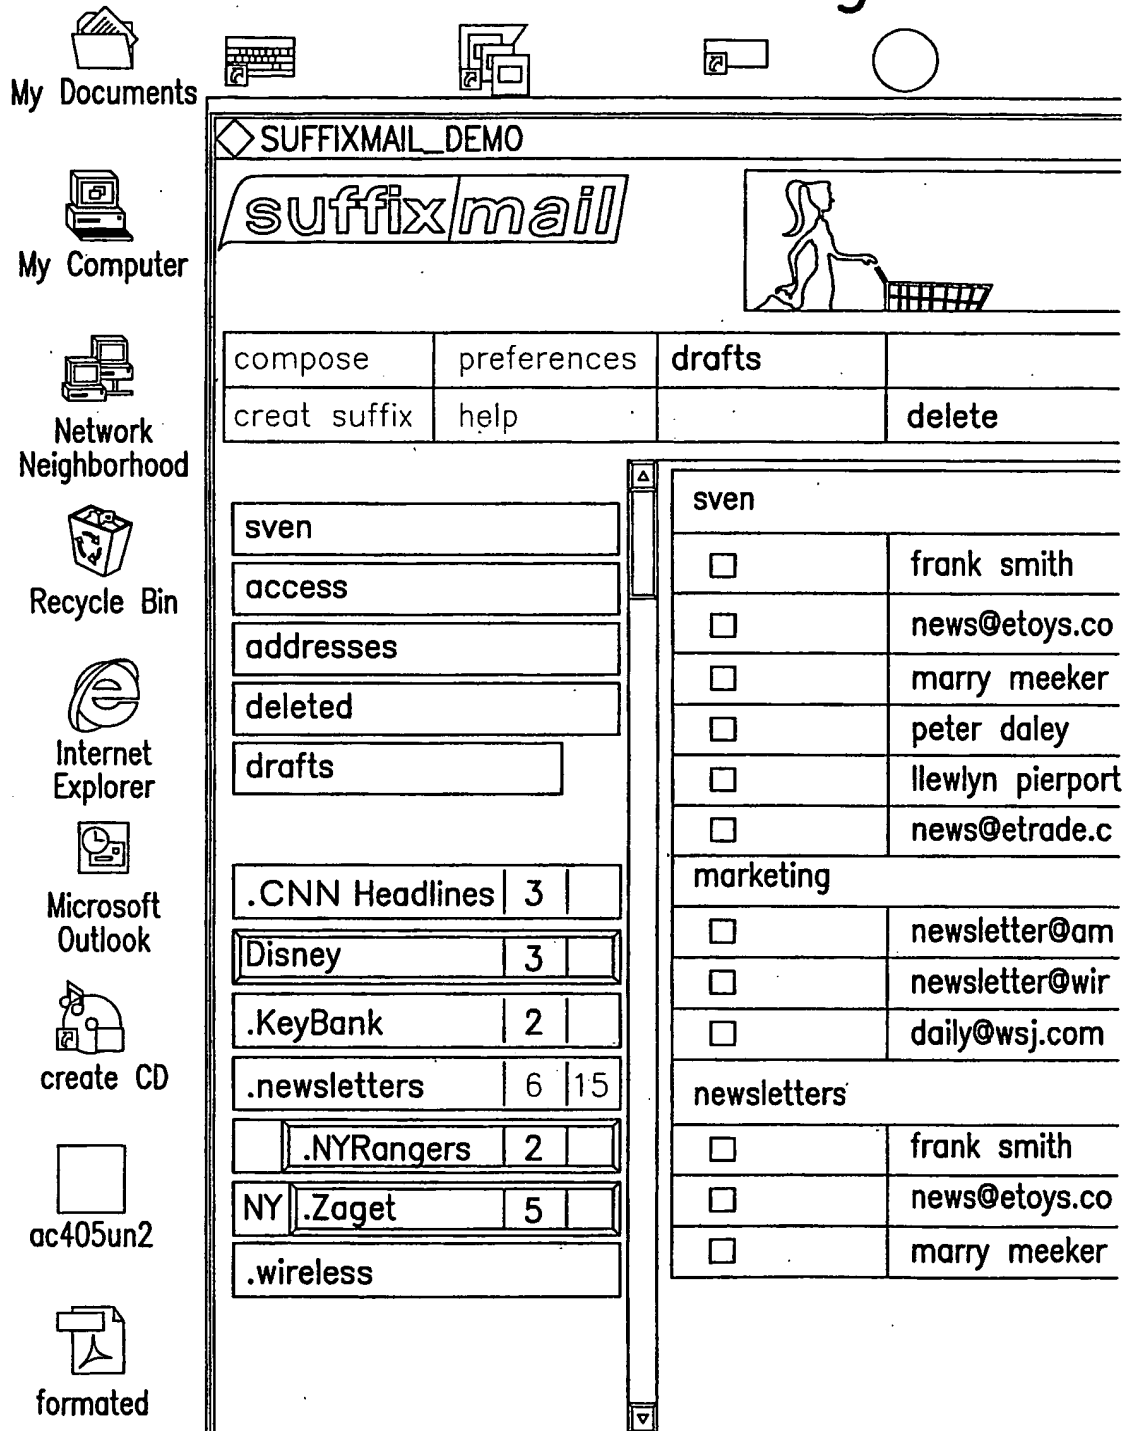 My Documents
SUFFIXMAIL_DEMO
suffix mail
My Computer
compose preferences drafts
creat suffix help delete
Network
Neighborhood
Recycle Bin
Internet
Explorer
Microsoft
Outlook
create CD
ac405un2
formated
sven
access
addresses
deleted
drafts
.CNN Headlines 3
Disney 3
.KeyBank 2
.newsletters 6 15
.NYRangers 2
NY .Zaget 5
.wireless
sven
frank smith
news@etoys.co
marry meeker
peter daley
llewlyn pierport
news@etrade.c
marketing
newsletter@am
newsletter@wir
daily@wsj.com
newsletters
frank smith
news@etoys.co
marry meeker